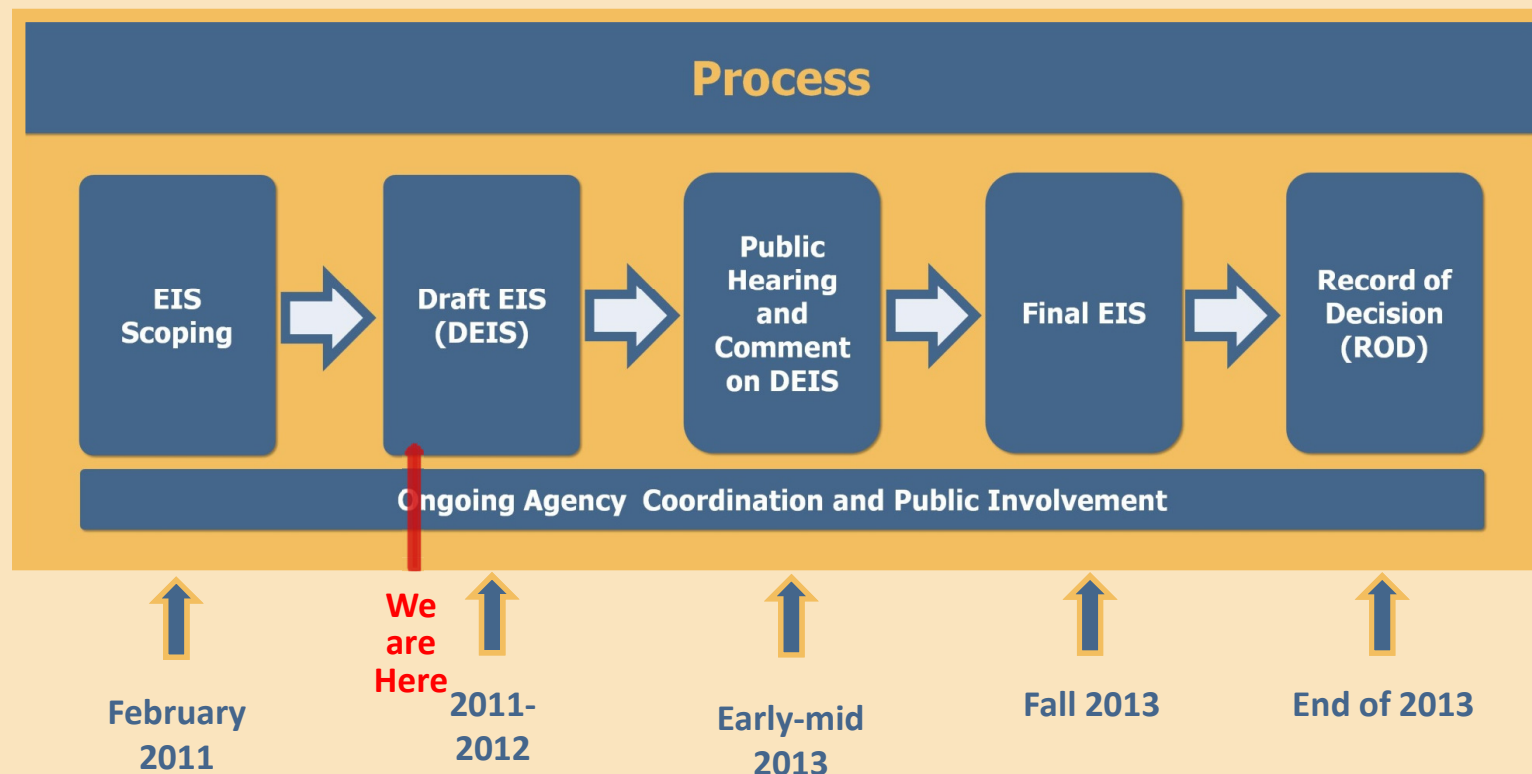 Process
EIS
Scoping
Draft EIS
(DEIS)
Public
Hearing
and
Comment
on DEIS
Final EIS
Record of
Decision
(ROD)
Ongoing Agency Coordination and Public Involvement
We
are
Here
February
2011
2011-
2012
Early-mid
2013
Fall 2013
End of 2013